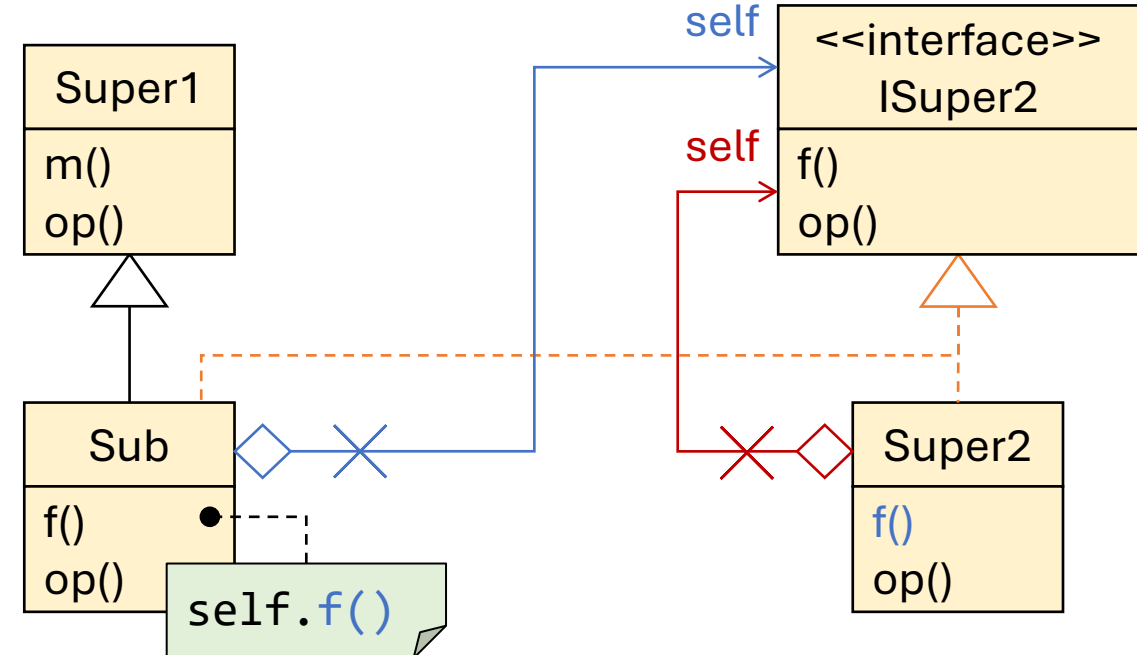 Super1
m()
op()
self
<<interface>>
ISuper2
self
f()
op()
Sub
f()
op()
self.f()
Super2
f()
op()